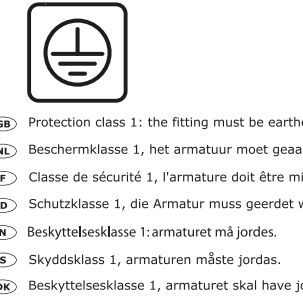 GB Protection class 1: the fitting must be
NL Beschermklasse 1, het armatuur moet
F Classe de sécurité 1, l'armature doit être
D Schutzklasse 1, die Armatur muss geerdet
N Beskyttelsesklasse 1: armaturet må jordes.
S Skyddsklass 1, armaturen måste jordas.
DK Beskyttelsesklasse 1, armaturet skal have